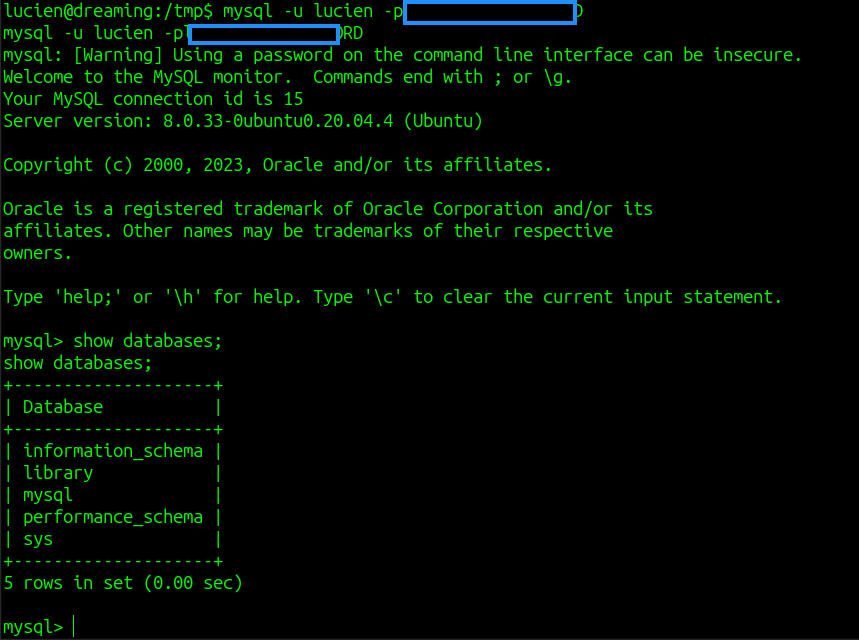 lucien@dreaming:/tmp$ mysql -u lucien -p
mysql -u lucien -p RD
mysql: [Warning] Using a password on the command line interface can be insecure.
Welcome to the MySQL monitor.  Commands end with ; or \g.
Your MySQL connection id is 15
Server version: 8.0.33-0ubuntu0.20.04.4 (Ubuntu)
Copyright (c) 2000, 2023, Oracle and/or its affiliates.
Oracle is a registered trademark of Oracle Corporation and/or its
affiliates. Other names may be trademarks of their respective
owners.
Type 'help;' or '\h' for help. Type '\c' to clear the current input statement.
mysql> show databases;
show databases;
+--------------------+
| Database           |
+--------------------+
| information_schema |
| library            |
| mysql              |
| performance_schema |
| sys                |
+--------------------+
5 rows in set (0.00 sec)
mysql>